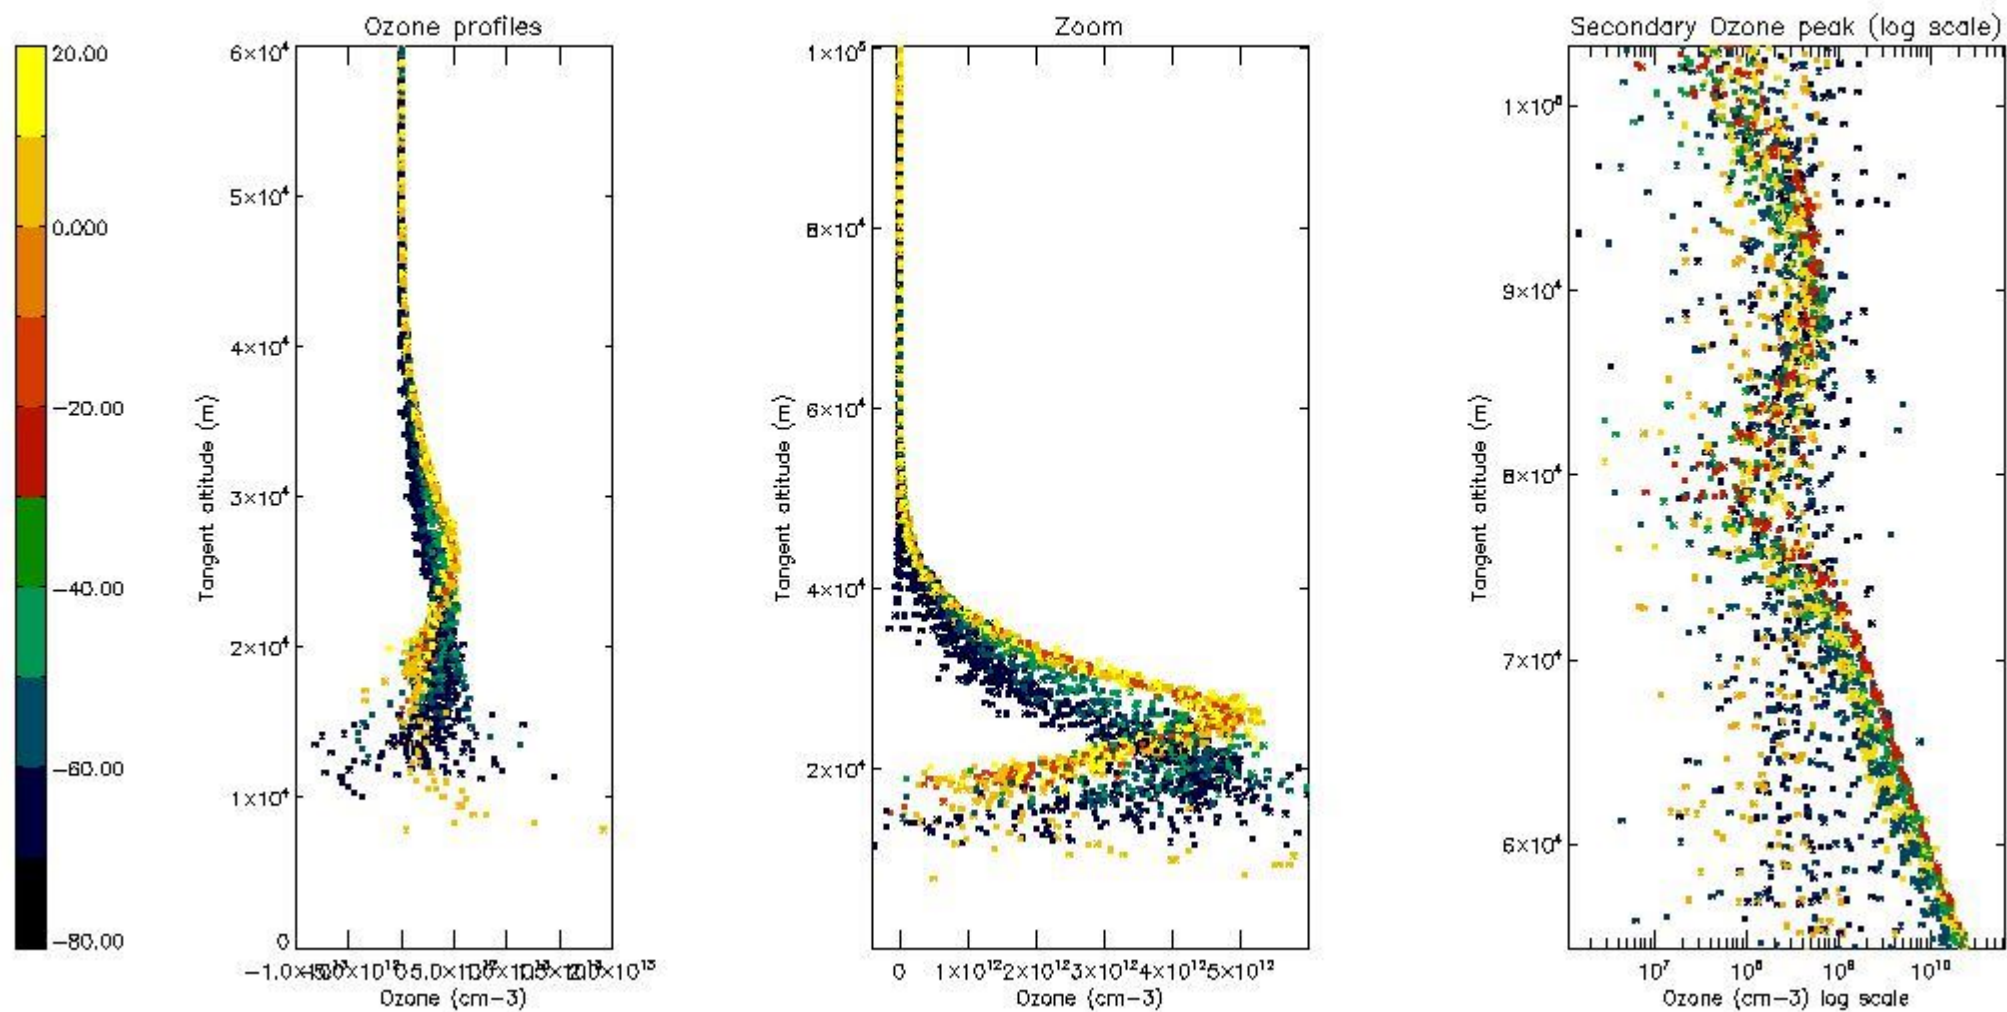 Ozone profiles
Zoom
Secondary Ozone peak (log scale)
20.00
0.000
−20.00
−40.00
−60.00
−80.00
6×10⁴
5×10⁴
4×10⁴
3×10⁴
2×10⁴
1×10⁴
0
Tangent altitude (m)
Ozone (cm−3)
1×10⁵
8×10⁴
6×10⁴
4×10⁴
2×10⁴
Tangent altitude (m)
0 1×10¹² 2×10¹² 3×10¹² 4×10¹² 5×10¹²
Ozone (cm−3)
1×10⁵
9×10⁴
8×10⁴
7×10⁴
6×10⁴
Tangent altitude (m)
10⁷ 10⁸ 10⁹ 10¹⁰
Ozone (cm−3) log scale